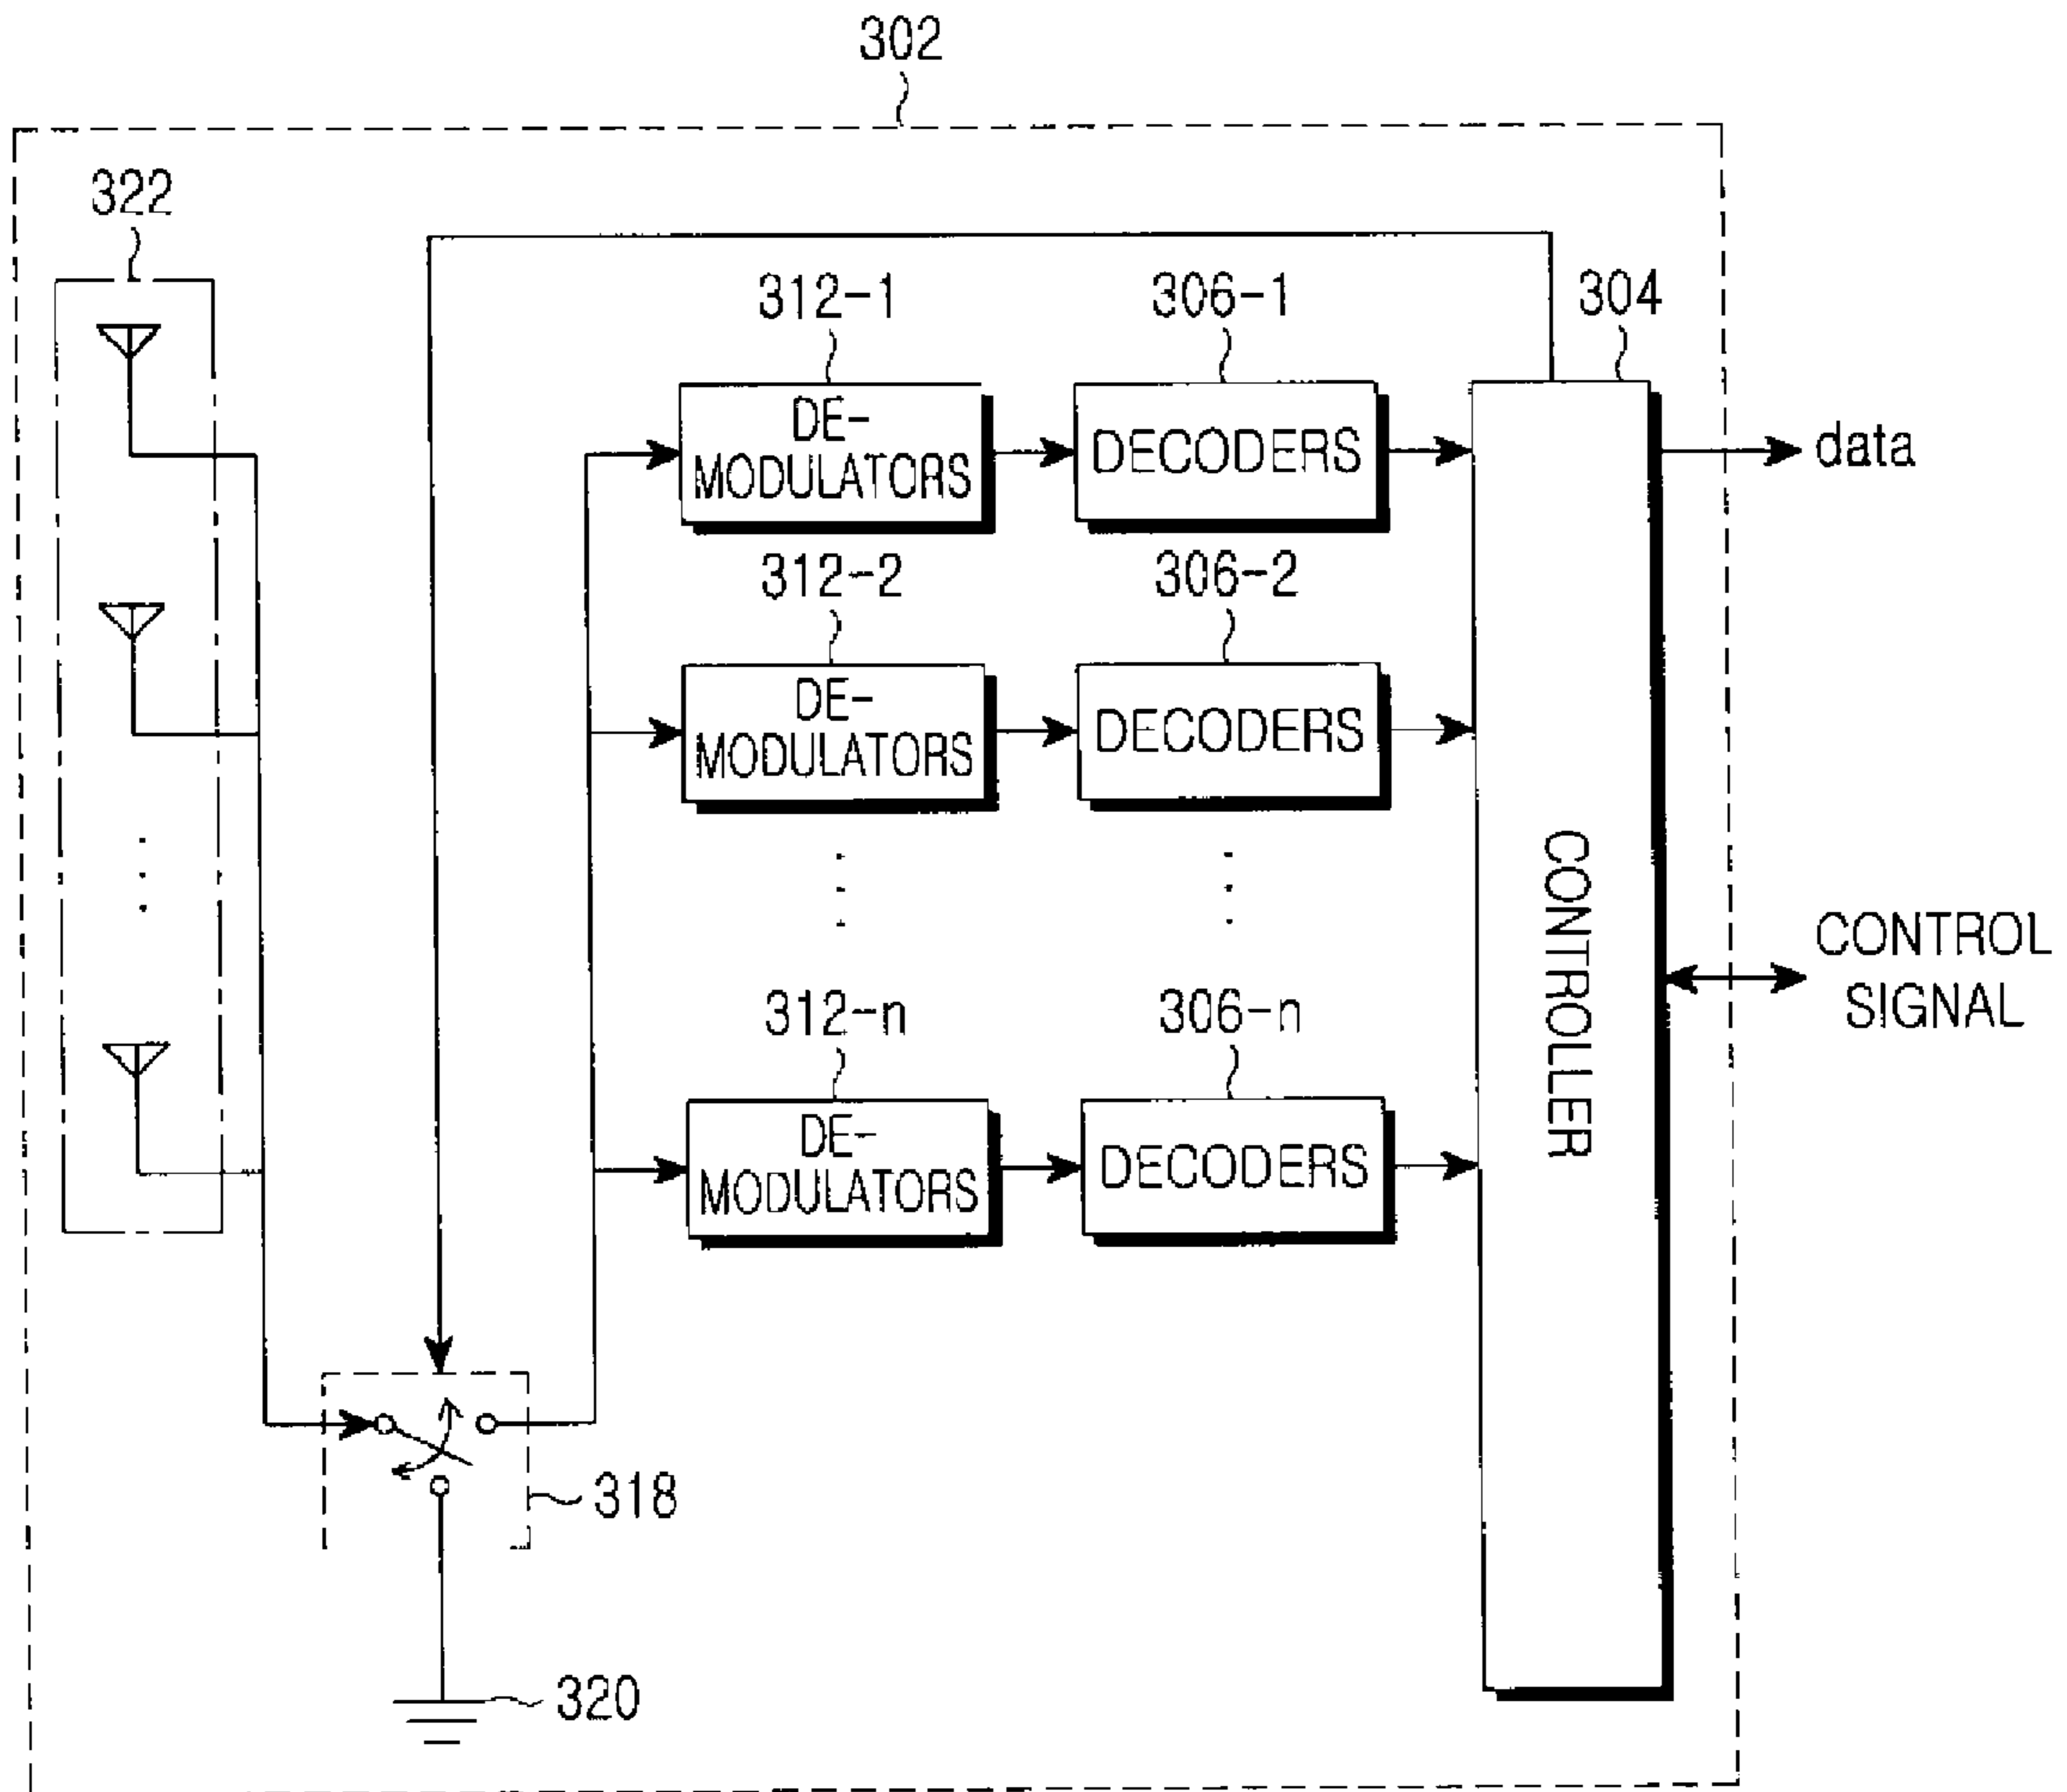 302
322
312-1
306-1
304
DE-
MODULATORS
DECODERS
data
312-2
306-2
DE-
MODULATORS
DECODERS
CONTROLLER
CONTROL
SIGNAL
312-n
306-n
DE-
MODULATORS
DECODERS
318
320